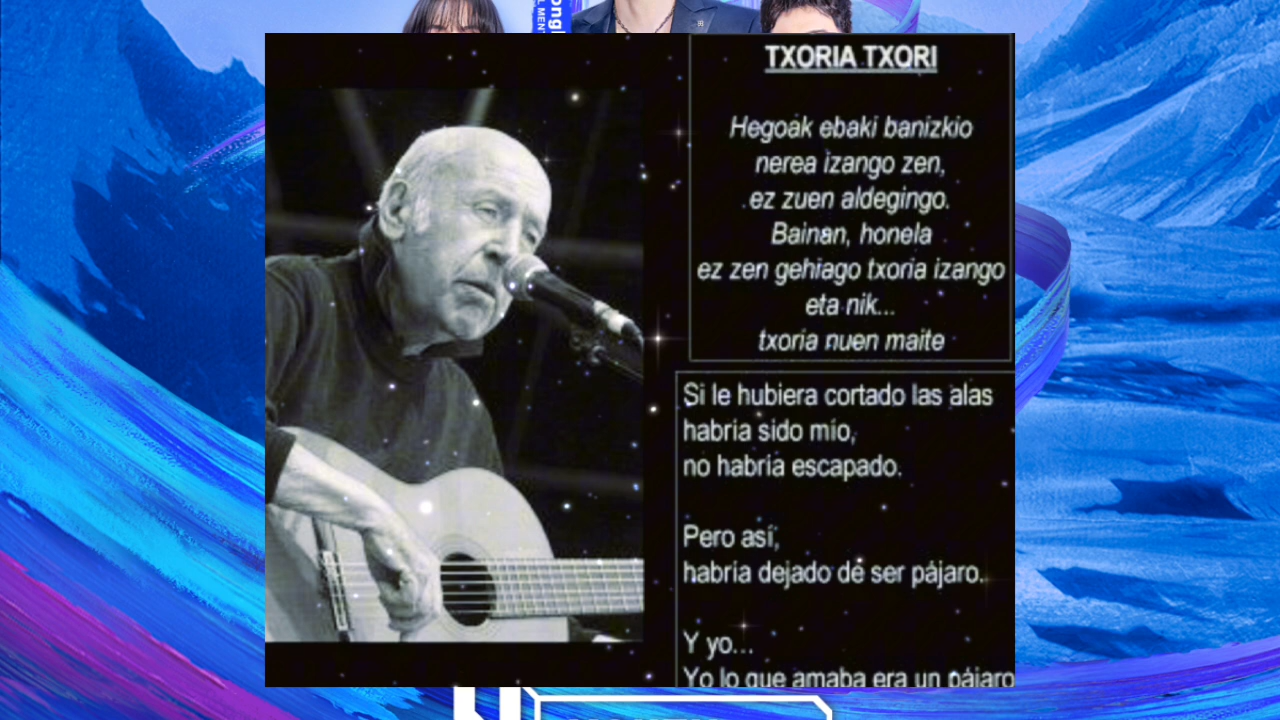 TXORIA TXORI
Hegoak ebaki banizkio
nerea izango zen,
ez zuen aldegingo.
Bainan, honela
ez zen gehiago txoria izango
eta nik...
txoria nuen maite
Si le hubiera cortado las alas
habría sido mío,
no habría escapado.
Pero así,
habría dejado de ser pájaro.
Y yo...
Yo lo que amaba era un pájaro